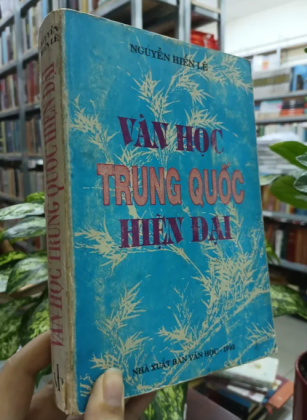 NGUYỄN HIẾN LÊ
VĂN HỌC
TRUNG QUỐC
HIỆN ĐẠI
NHÀ XUẤT BẢN VĂN HỌC - 1992
VĂN HỌC TRUNG QUỐC HIỆN ĐẠI